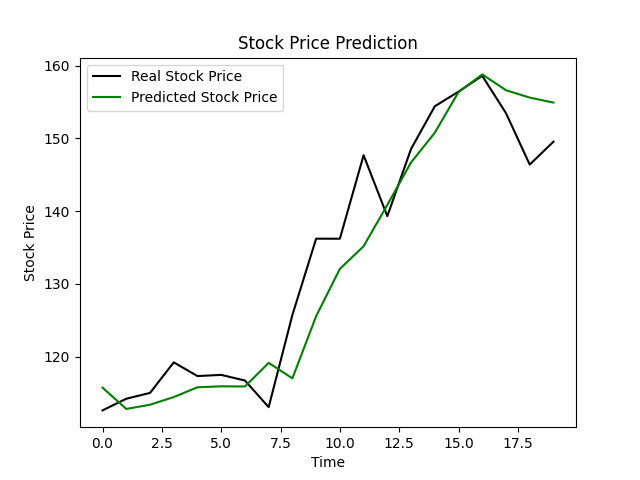 Stock Price Prediction
Real Stock Price
Predicted Stock Price
Stock Price
160
150
140
130
120
0.0 2.5 5.0 7.5 10.0 12.5 15.0 17.5
Time